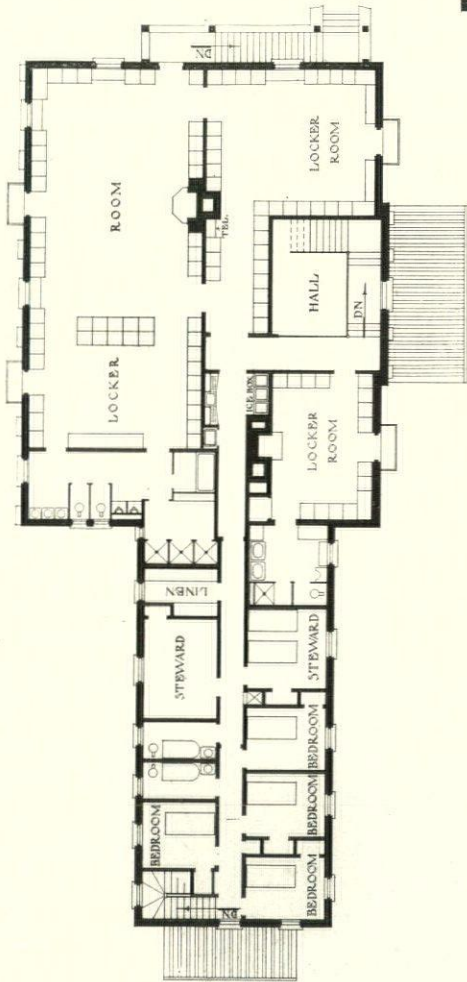 DN
LOCKER
ROOM
ROOM
TEL.
HALL
DN
LOCKER
ICE BOX
LOCKER
ROOM
LINEN
STEWARD
STEWARD
BEDROOM
BEDROOM
BEDROOM
BEDROOM
DN